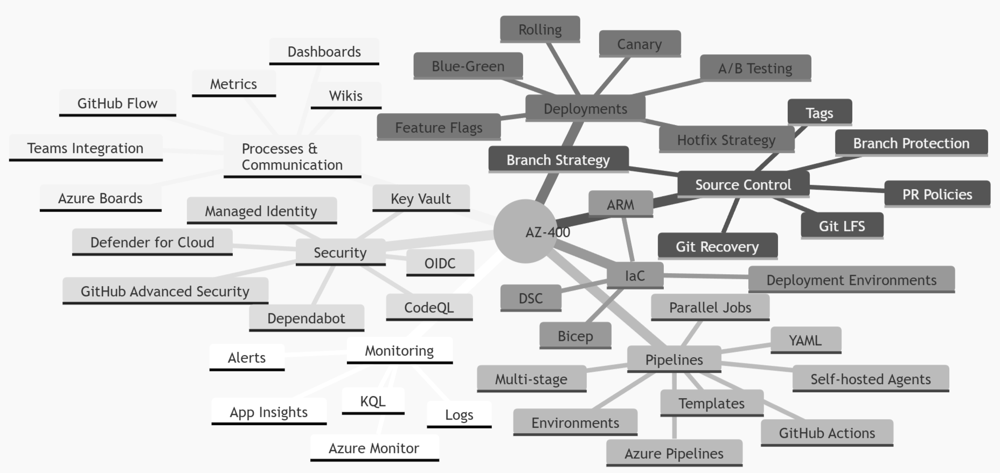 Rolling
Canary
Dashboards
Blue-Green
A/B Testing
Metrics
Wikis
GitHub Flow
Deployments
Tags
Feature Flags
Hotfix Strategy
Branch Protection
Teams Integration
Processes &
Communication
Branch Strategy
Source Control
PR Policies
Azure Boards
Key Vault
ARM
Managed Identity
Git LFS
AZ-400
Defender for Cloud
Git Recovery
Security
OIDC
IaC
Deployment Environments
GitHub Advanced Security
DSC
CodeQL
Parallel Jobs
Dependabot
Bicep
YAML
Monitoring
Alerts
Pipelines
Multi-stage
Self-hosted Agents
KQL
Templates
App Insights
Logs
Environments
GitHub Actions
Azure Monitor
Azure Pipelines